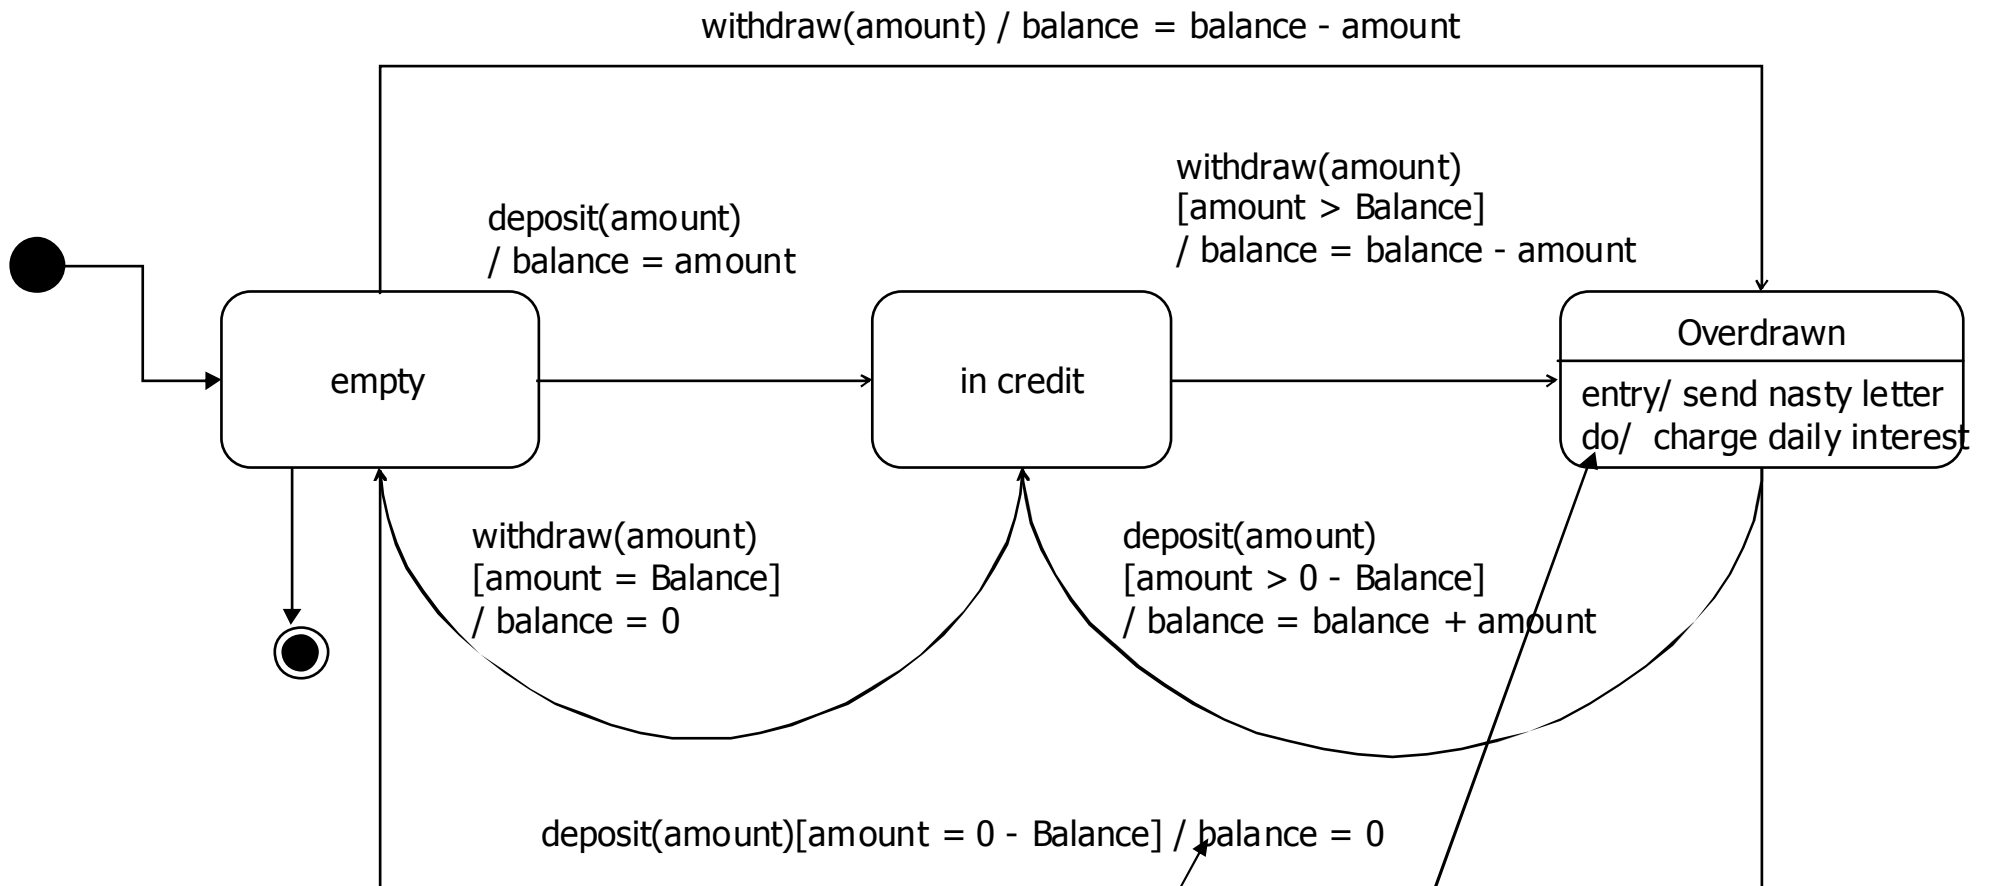 withdraw(amount) / balance = balance - amount
withdraw(amount)
[amount > Balance]
/ balance = balance - amount
deposit(amount)
/ balance = amount
empty
in credit
Overdrawn
entry/ send nasty letter
do/ charge daily interest
withdraw(amount)
[amount = Balance]
/ balance = 0
deposit(amount)
[amount > 0 - Balance]
/ balance = balance + amount
deposit(amount)[amount = 0 - Balance] / balance = 0